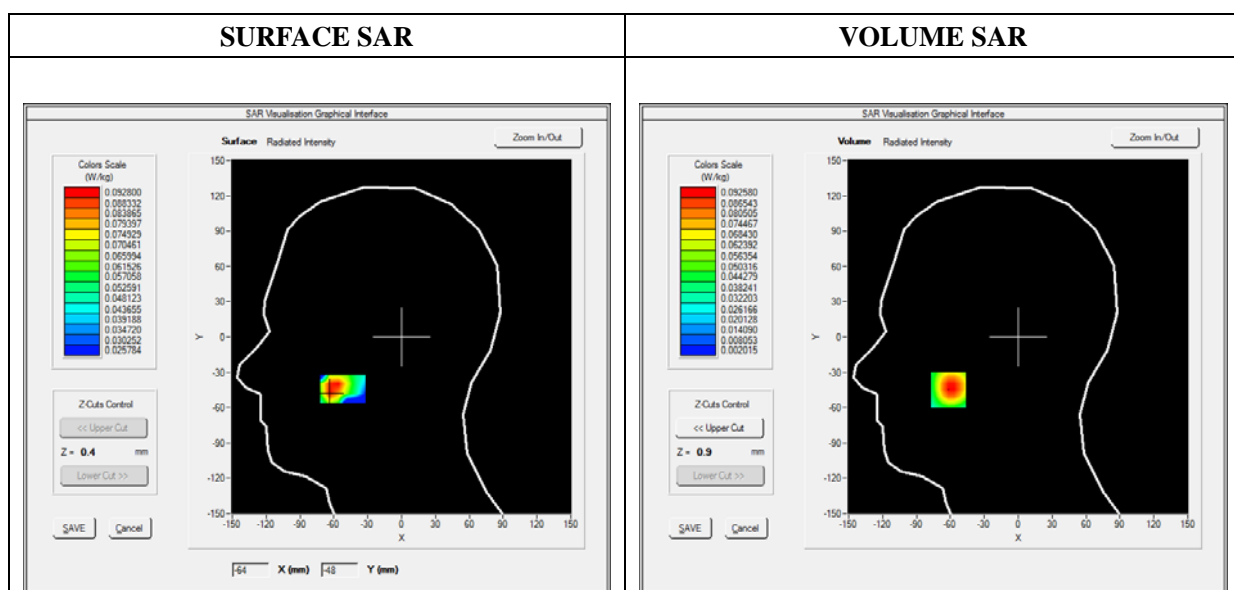 SURFACE SAR
VOLUME SAR
SAR Visualisation Graphical Interface
Surface Radiated Intensity
Zoom In/Out
Colors Scale
(W/kg)
0.092800
0.088332
0.083865
0.079397
0.074929
0.070461
0.065994
0.061526
0.057058
0.052591
0.048123
0.043655
0.039188
0.034720
0.030252
0.025784
150
120
90
60
30
0
-30
-60
-90
-120
-150
Y
-150 -120 -90 -60 -30 0 30 60 90 120 150
X
Z-Cuts Control
<< Upper Cut
Z = 0.4 mm
Lower Cut >>
SAVE Cancel
-64 X (mm) -48 Y (mm)
SAR Visualisation Graphical Interface
Volume Radiated Intensity
Zoom In/Out
Colors Scale
(W/kg)
0.092580
0.086543
0.080505
0.074467
0.068430
0.062392
0.056354
0.050316
0.044279
0.038241
0.032203
0.026166
0.020128
0.014090
0.008053
0.002015
150
120
90
60
30
0
-30
-60
-90
-120
-150
Y
-150 -120 -90 -60 -30 0 30 60 90 120 150
X
Z-Cuts Control
<< Upper Cut
Z = 0.9 mm
Lower Cut >>
SAVE Cancel